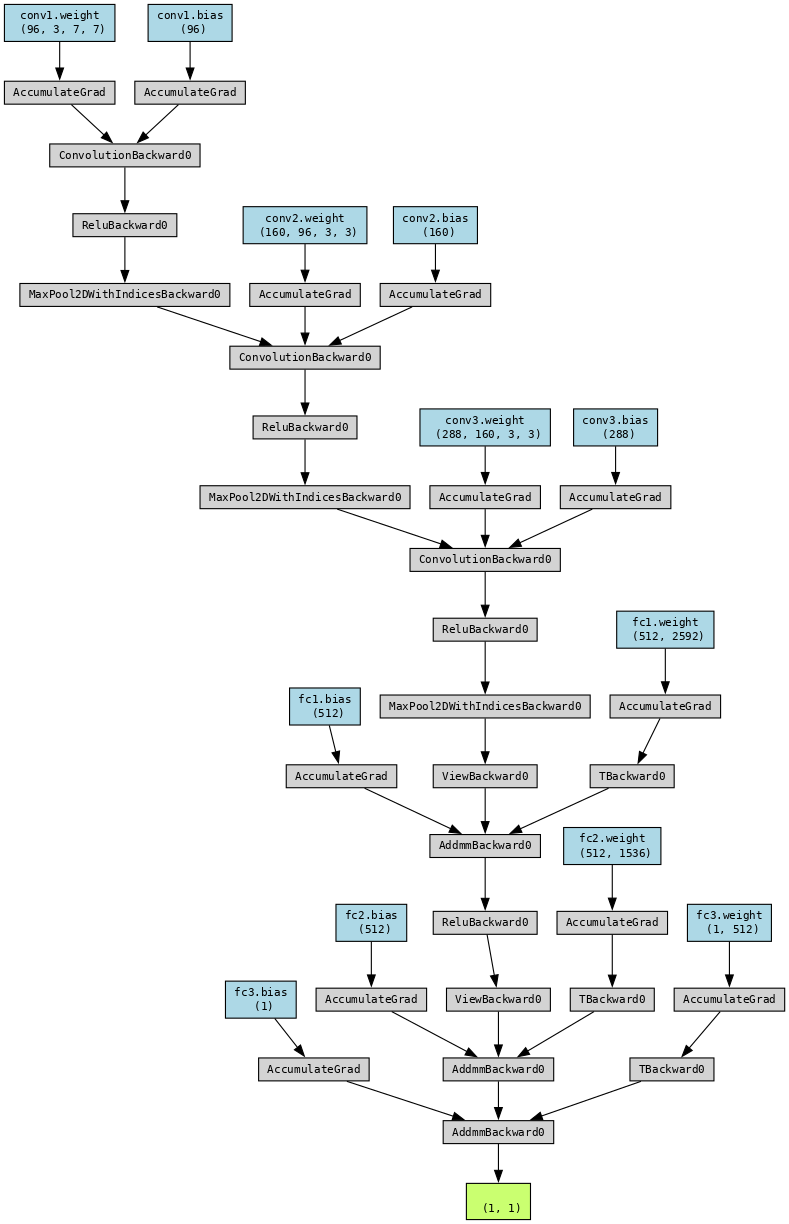 conv1.weight
(96, 3, 7, 7)
conv1.bias
(96)
AccumulateGrad
AccumulateGrad
ConvolutionBackward0
ReluBackward0
conv2.weight
(160, 96, 3, 3)
conv2.bias
(160)
MaxPool2DWithIndicesBackward0
AccumulateGrad
AccumulateGrad
ConvolutionBackward0
ReluBackward0
conv3.weight
(288, 160, 3, 3)
conv3.bias
(288)
MaxPool2DWithIndicesBackward0
AccumulateGrad
AccumulateGrad
ConvolutionBackward0
ReluBackward0
fc1.weight
(512, 2592)
fc1.bias
(512)
MaxPool2DWithIndicesBackward0
AccumulateGrad
AccumulateGrad
ViewBackward0
TBackward0
AddmmBackward0
fc2.weight
(512, 1536)
fc2.bias
(512)
ReluBackward0
AccumulateGrad
fc3.weight
(1, 512)
fc3.bias
(1)
AccumulateGrad
ViewBackward0
TBackward0
AccumulateGrad
AccumulateGrad
AddmmBackward0
TBackward0
AddmmBackward0
(1, 1)